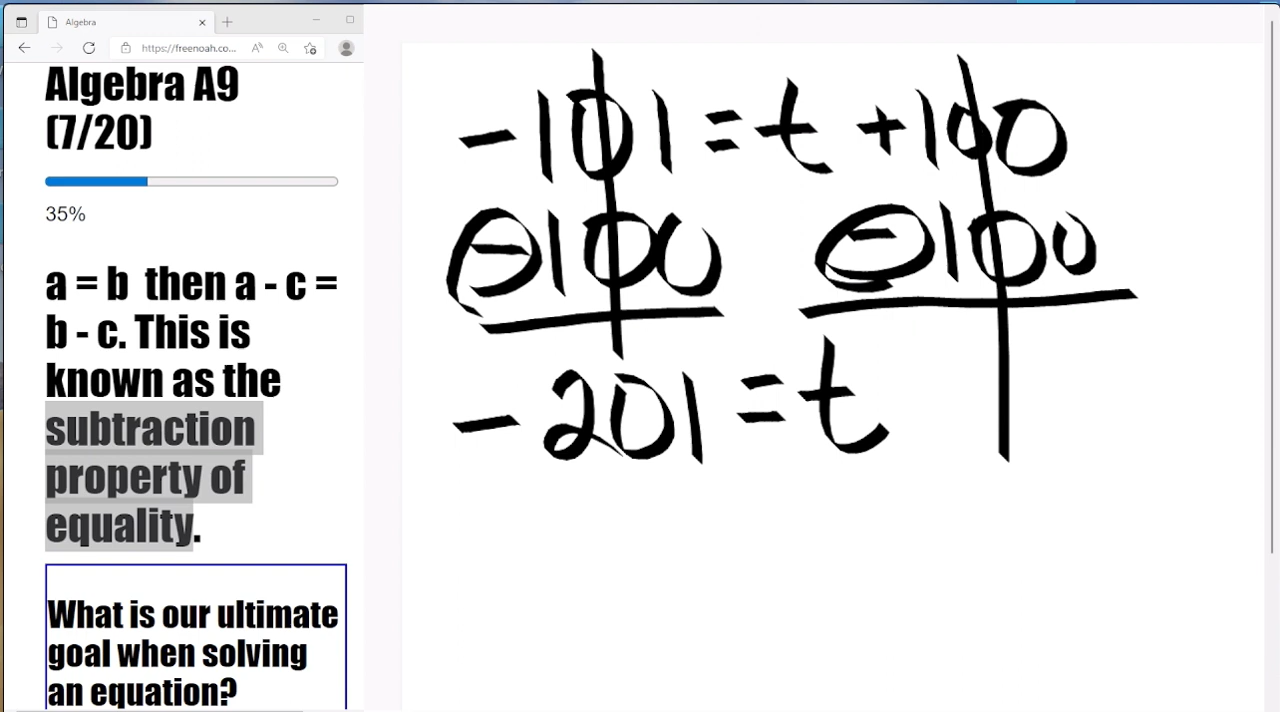 Algebra
https://freenoah.co...
Algebra A9
(7/20)
35%
a = b then a - c =
b - c. This is
known as the
subtraction
property of
equality.
What is our ultimate
goal when solving
an equation?
-101 = t +100
-100 -100
-201 = t